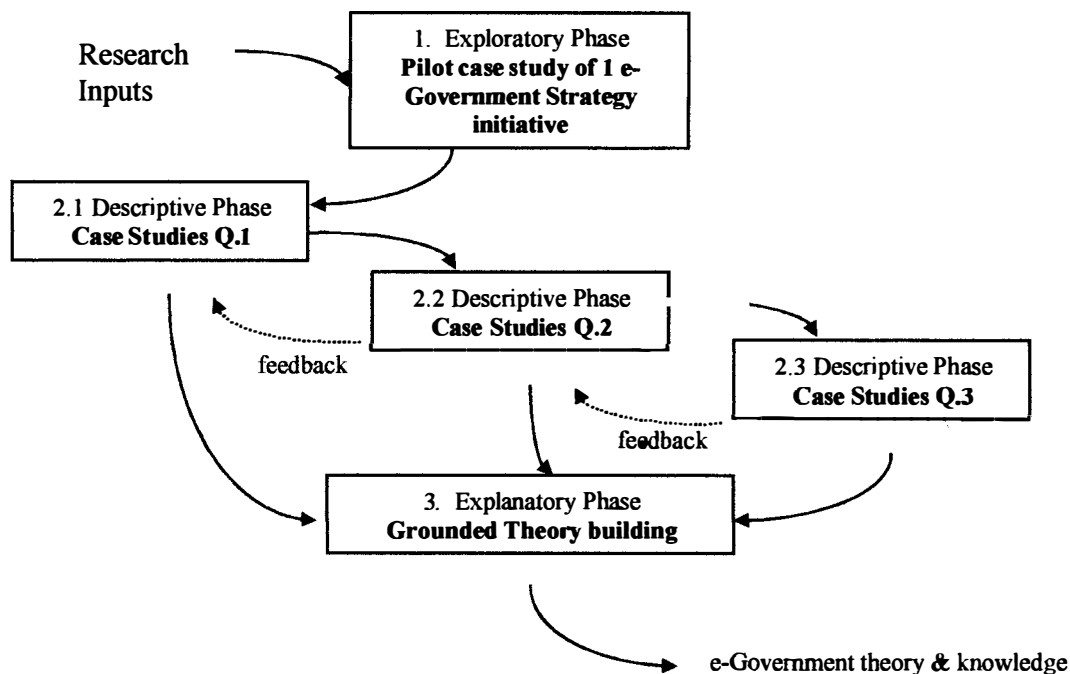 Research
Inputs
1. Exploratory Phase
Pilot case study of 1 e-
Government Strategy
initiative
2.1 Descriptive Phase
Case Studies Q.1
2.2 Descriptive Phase
Case Studies Q.2
feedback
2.3 Descriptive Phase
Case Studies Q.3
feedback
3. Explanatory Phase
Grounded Theory building
e-Government theory & knowledge